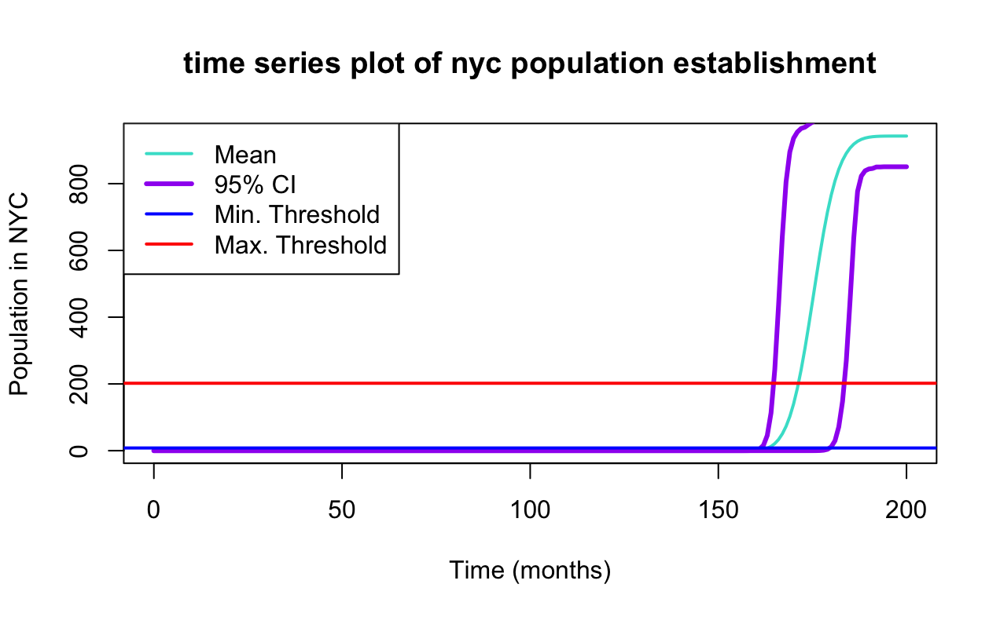 time series plot of nyc population establishment
Mean
95% CI
Min. Threshold
Max. Threshold
Population in NYC
800
600
400
200
0
0 50 100 150 200
Time (months)